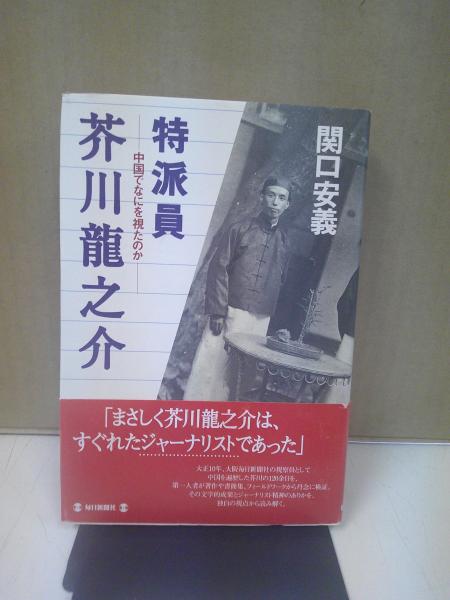 関口安義
特派員
芥川龍之介
中国でなにを視たのか
「まさしく芥川龍之介は、
すぐれたジャーナリストであった」
大正10年、大阪毎日新聞社の視察員として
中国を遍歴した芥川の120余日を、
第一人者が著作や書簡集、フィールドワークから丹念に検証。
その文学的成果とジャーナリスト精神のありかを、
独自の視点から読み解く。
毎日新聞社